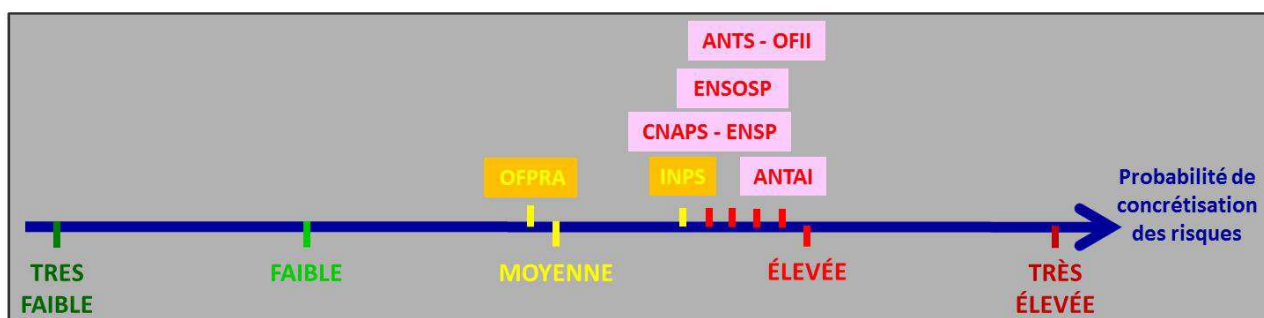 ANTS - OFII
ENSOSP
CNAPS - ENSP
OFPRA
INPS
ANTAI
Probabilité de
concrétisation
des risques
TRES
FAIBLE
FAIBLE
MOYENNE
ÉLEVÉE
TRÈS
ÉLEVÉE